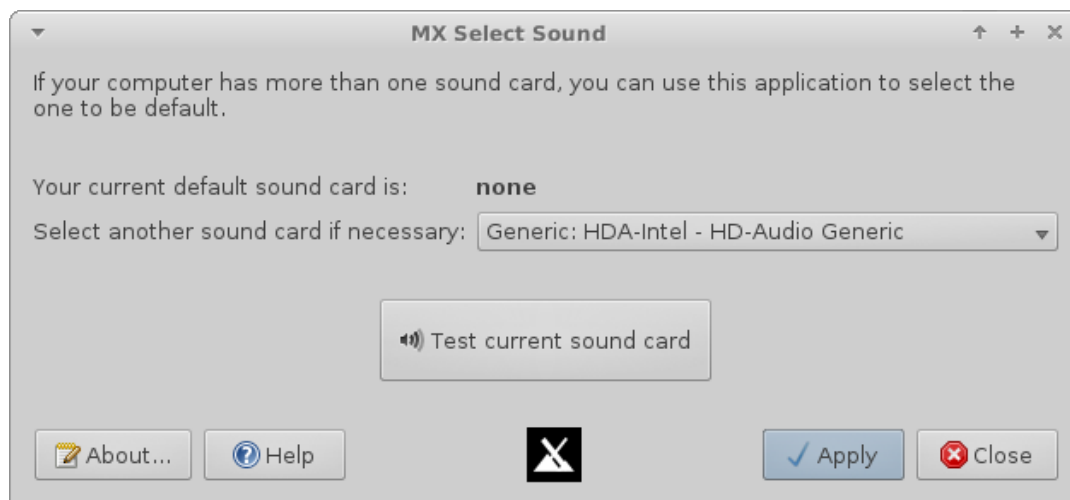 MX Select Sound
If your computer has more than one sound card, you can use this application to select the
one to be default.
Your current default sound card is: none
Select another sound card if necessary: Generic: HDA-Intel - HD-Audio Generic
Test current sound card
About... Help Apply Close